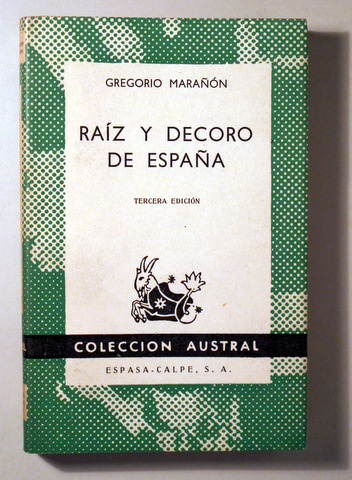 GREGORIO MARAÑÓN
RAÍZ Y DECORO
DE ESPAÑA
TERCERA EDICIÓN
COLECCION AUSTRAL
ESPASA-CALPE, S. A.